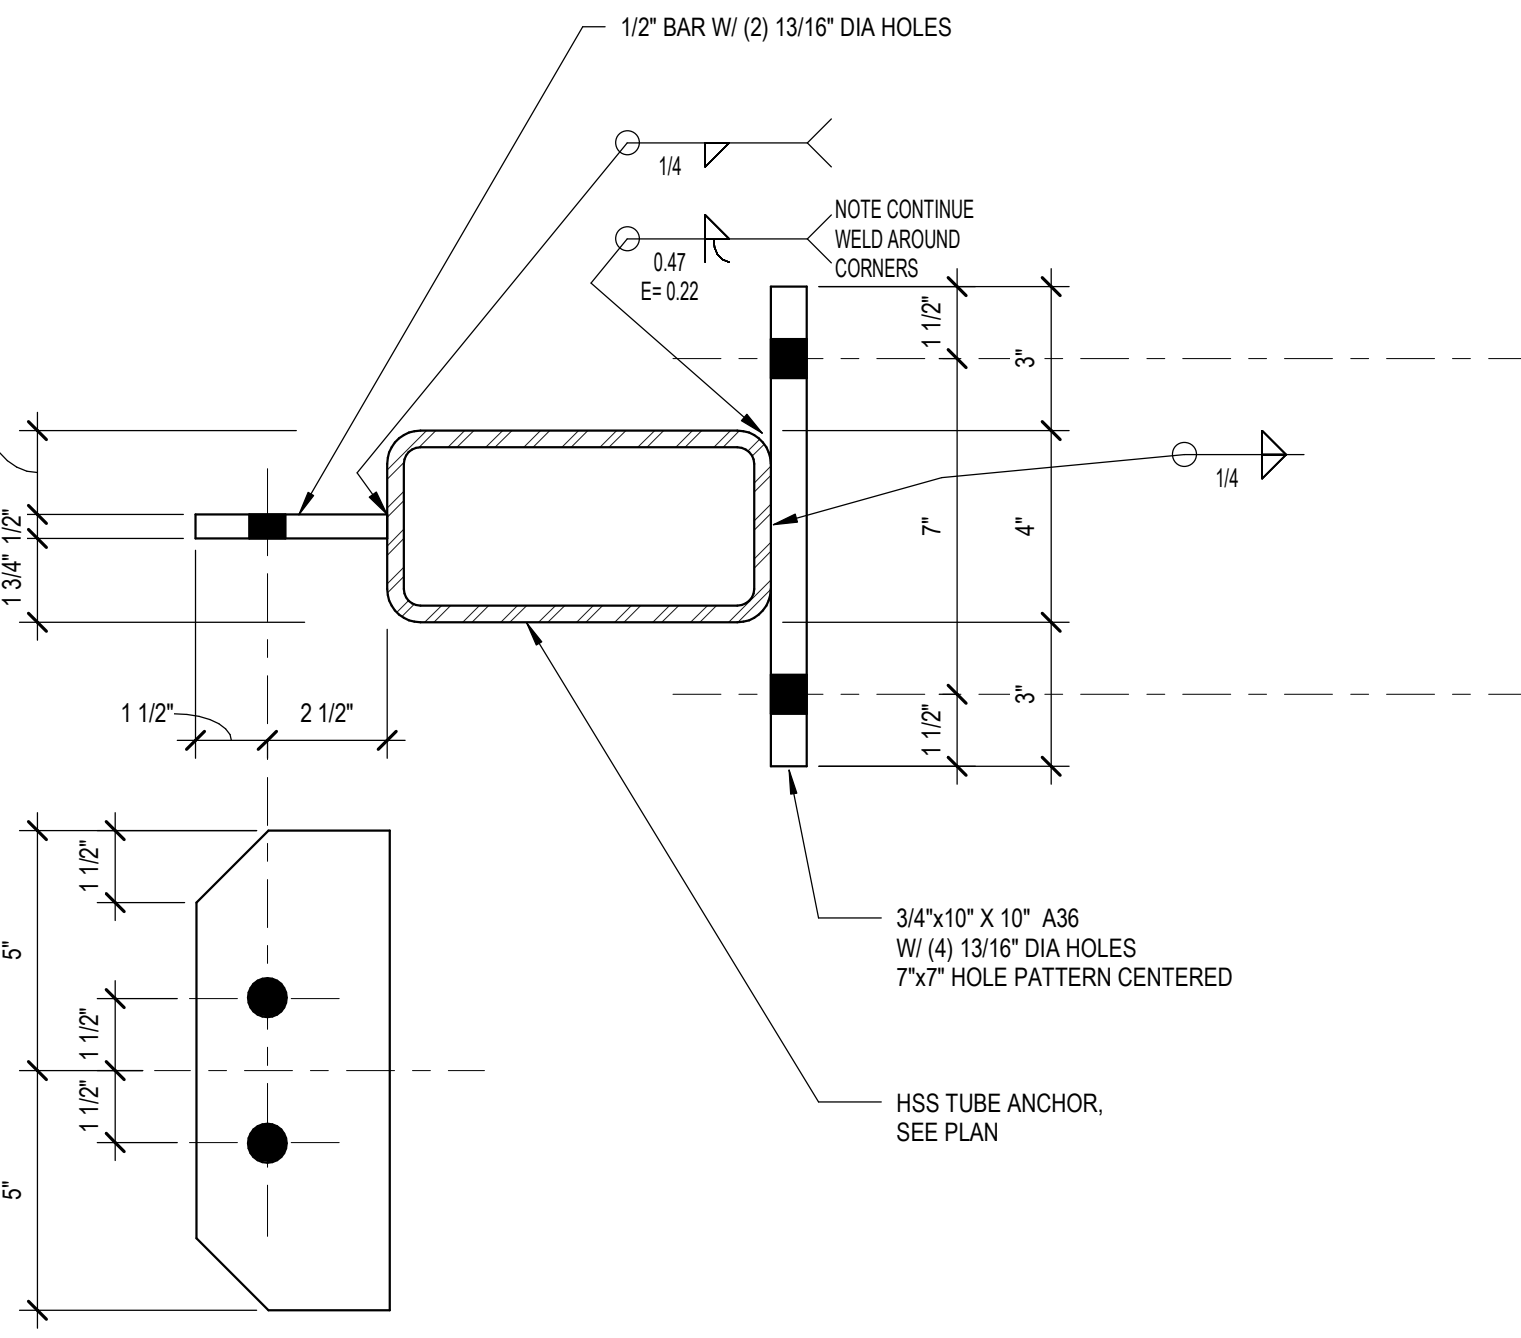 1/2" BAR W/ (2) 13/16" DIA HOLES
1/4
NOTE CONTINUE
WELD AROUND
CORNERS
0.47
E= 0.22
1 1/2"
3"
1/4
7"
4"
1/2"
1 3/4"
3"
1 1/2"
1 1/2"
2 1/2"
1 1/2"
5"
1 1/2"
1 1/2"
5"
3/4"x10" X 10" A36
W/ (4) 13/16" DIA HOLES
7"x7" HOLE PATTERN CENTERED
HSS TUBE ANCHOR,
SEE PLAN